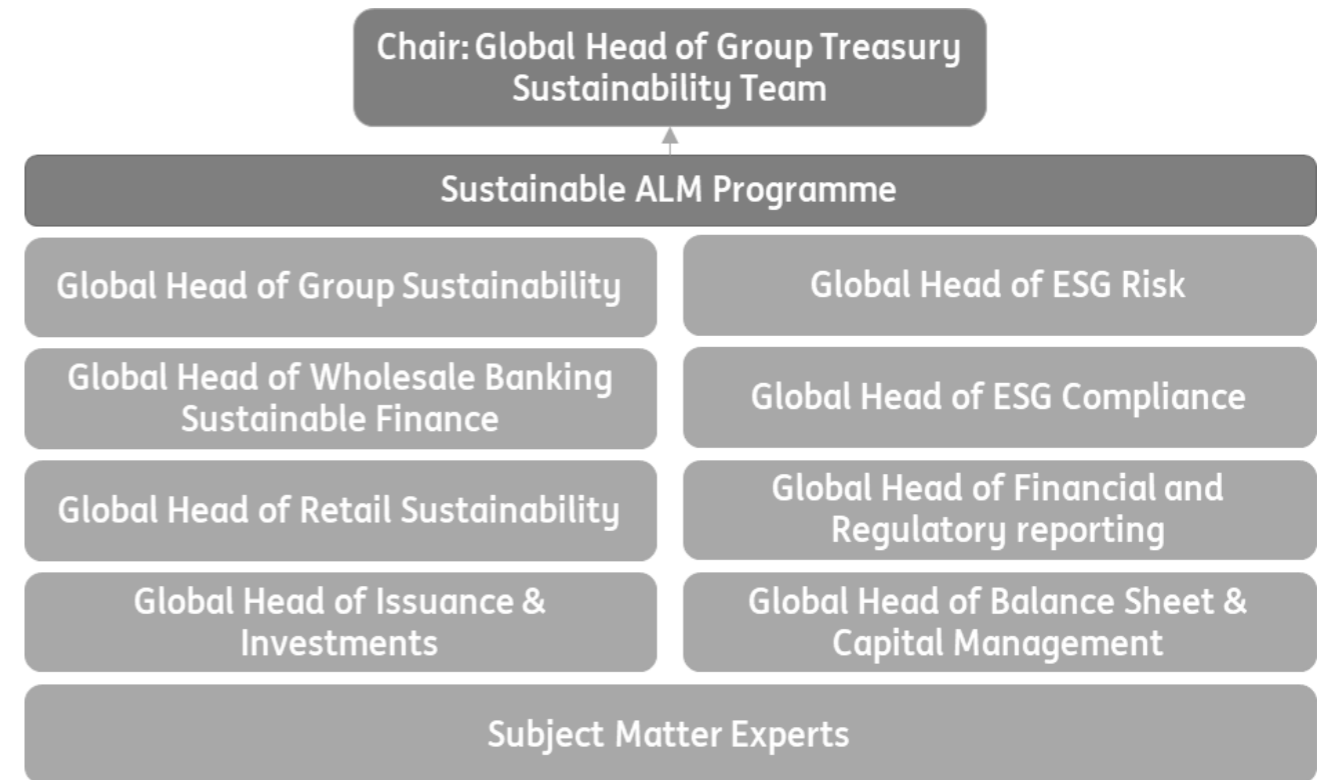 Chair: Global Head of Group Treasury
Sustainability Team
Sustainable ALM Programme
Global Head of Group Sustainability
Global Head of ESG Risk
Global Head of Wholesale Banking
Sustainable Finance
Global Head of ESG Compliance
Global Head of Retail Sustainability
Global Head of Financial and
Regulatory reporting
Global Head of Issuance &
Investments
Global Head of Balance Sheet &
Capital Management
Subject Matter Experts